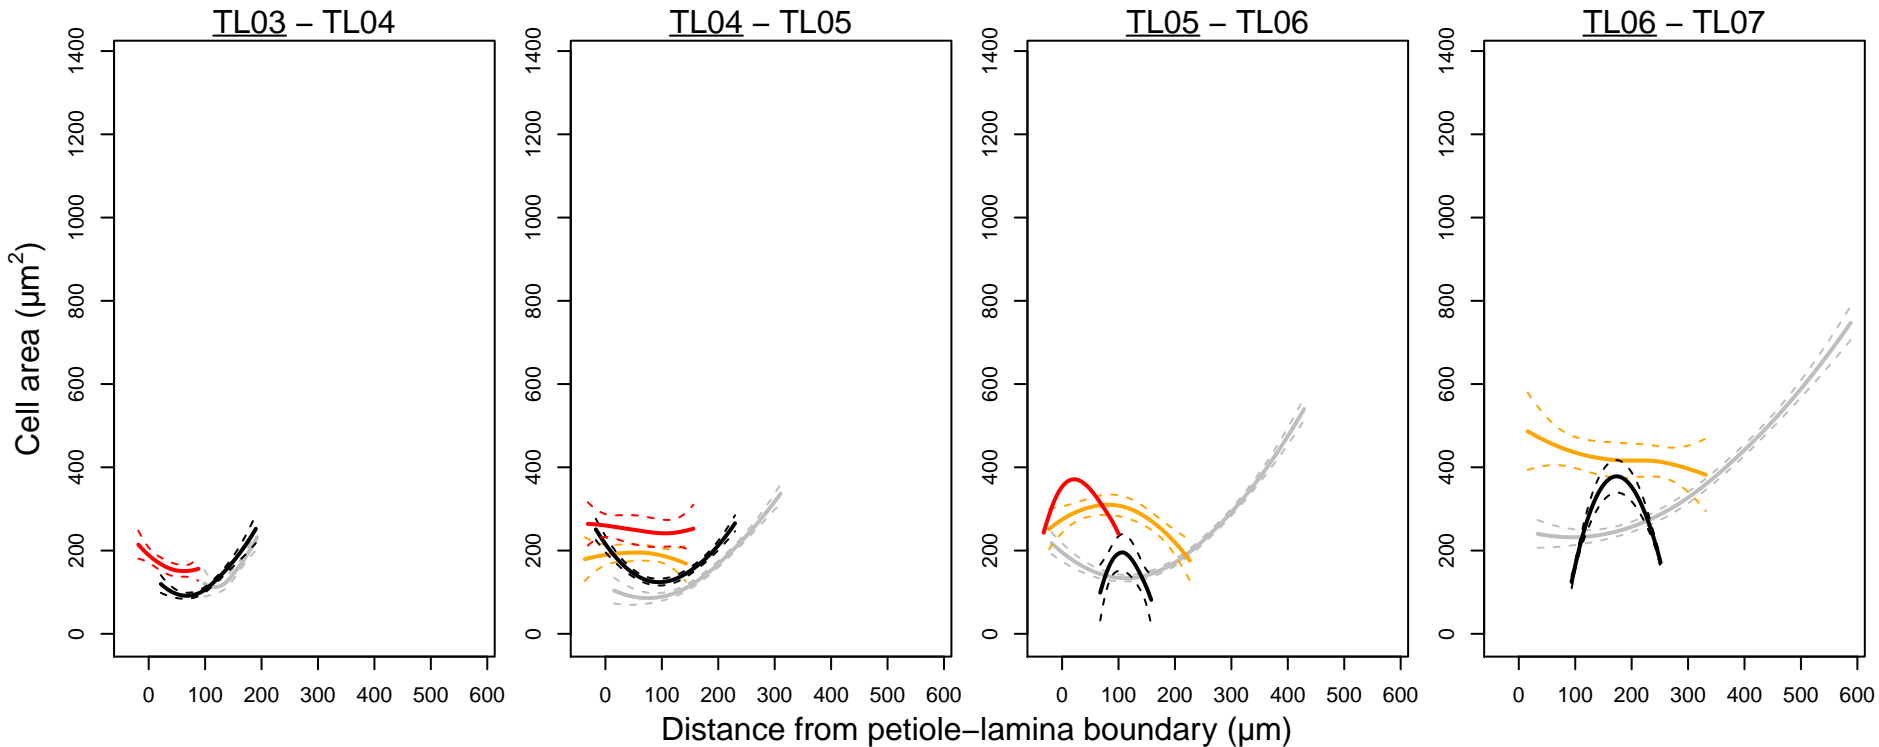 TL03 – TL04
TL04 – TL05
TL05 – TL06
TL06 – TL07
Cell area (µm²)
0 200 400 600 800 1000 1200 1400
0 200 400 600 800 1000 1200 1400
0 200 400 600 800 1000 1200 1400
0 200 400 600 800 1000 1200 1400
0 100 200 300 400 500 600
0 100 200 300 400 500 600
0 100 200 300 400 500 600
0 100 200 300 400 500 600
Distance from petiole–lamina boundary (µm)